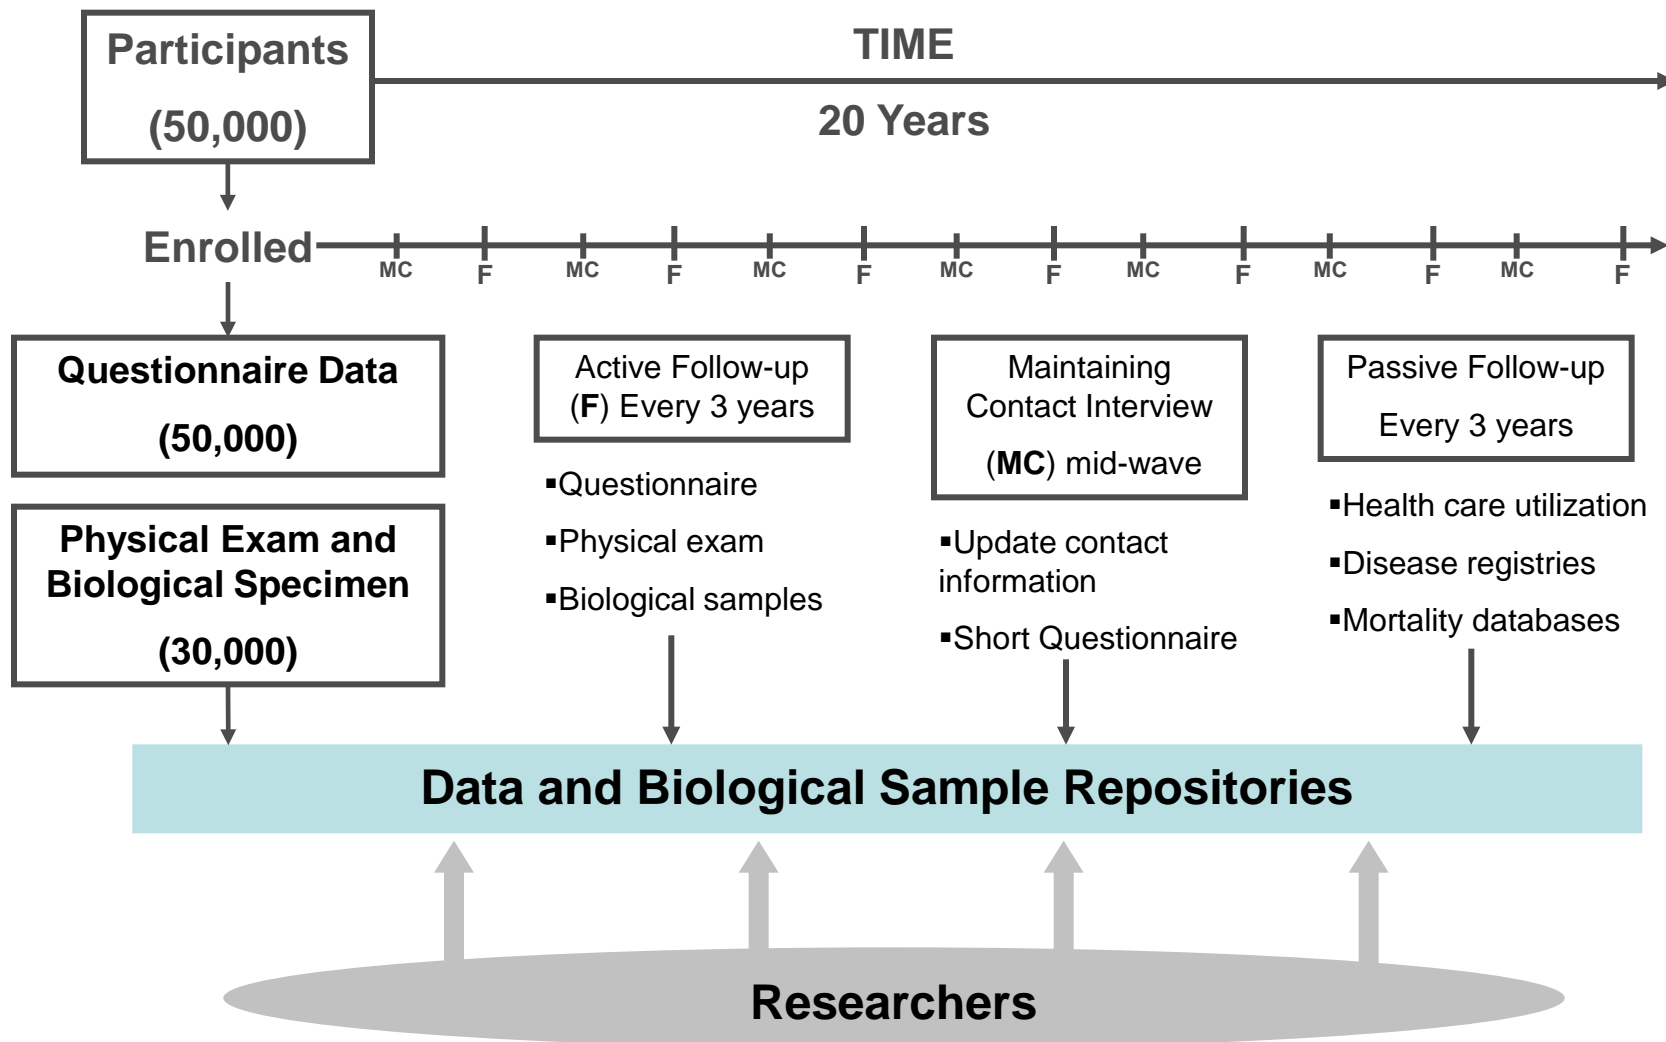 Participants
(50,000)
TIME
20 Years
Enrolled
MC
F
MC
F
MC
F
MC
F
MC
F
MC
F
MC
F
Questionnaire Data
(50,000)
Physical Exam and
Biological Specimen
(30,000)
Active Follow-up
(F) Every 3 years
▪Questionnaire
▪Physical exam
▪Biological samples
Maintaining
Contact Interview
(MC) mid-wave
▪Update contact
information
▪Short Questionnaire
Passive Follow-up
Every 3 years
▪Health care utilization
▪Disease registries
▪Mortality databases
Data and Biological Sample Repositories
Researchers